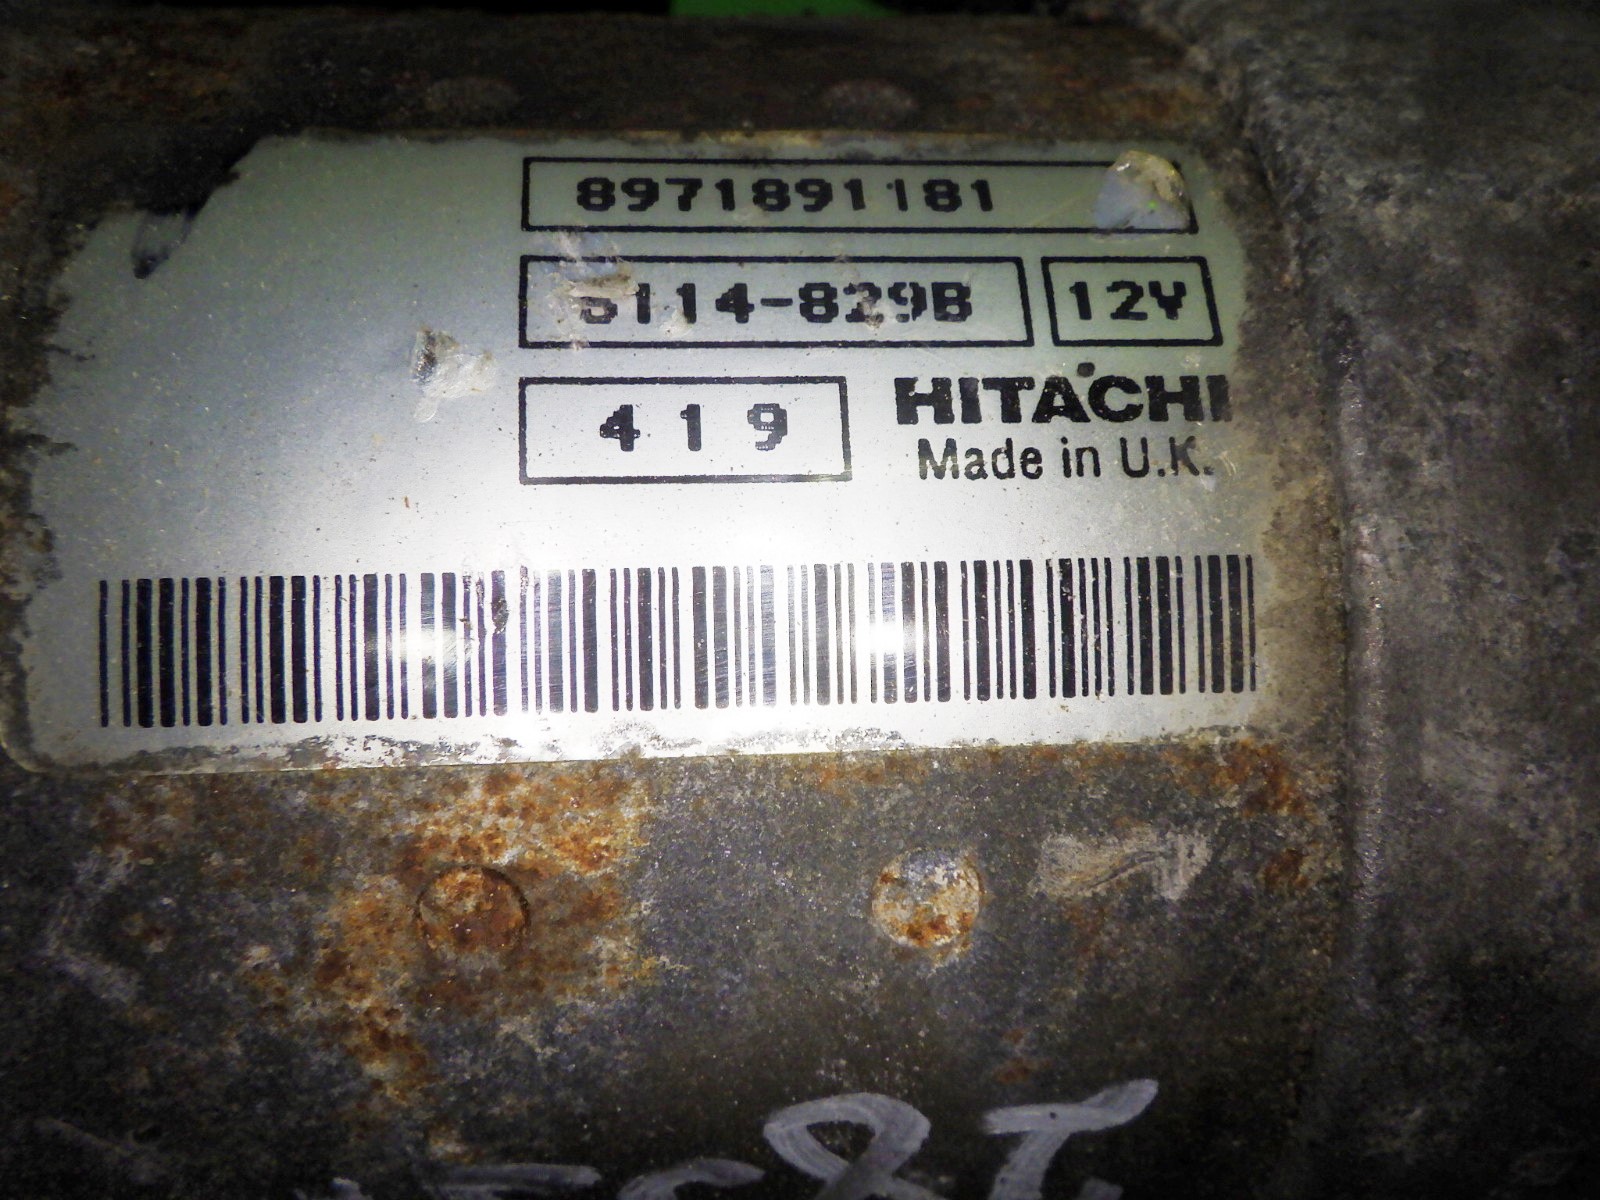 8971891181
S114-829B 12V
419 HITACHI
Made in U.K.